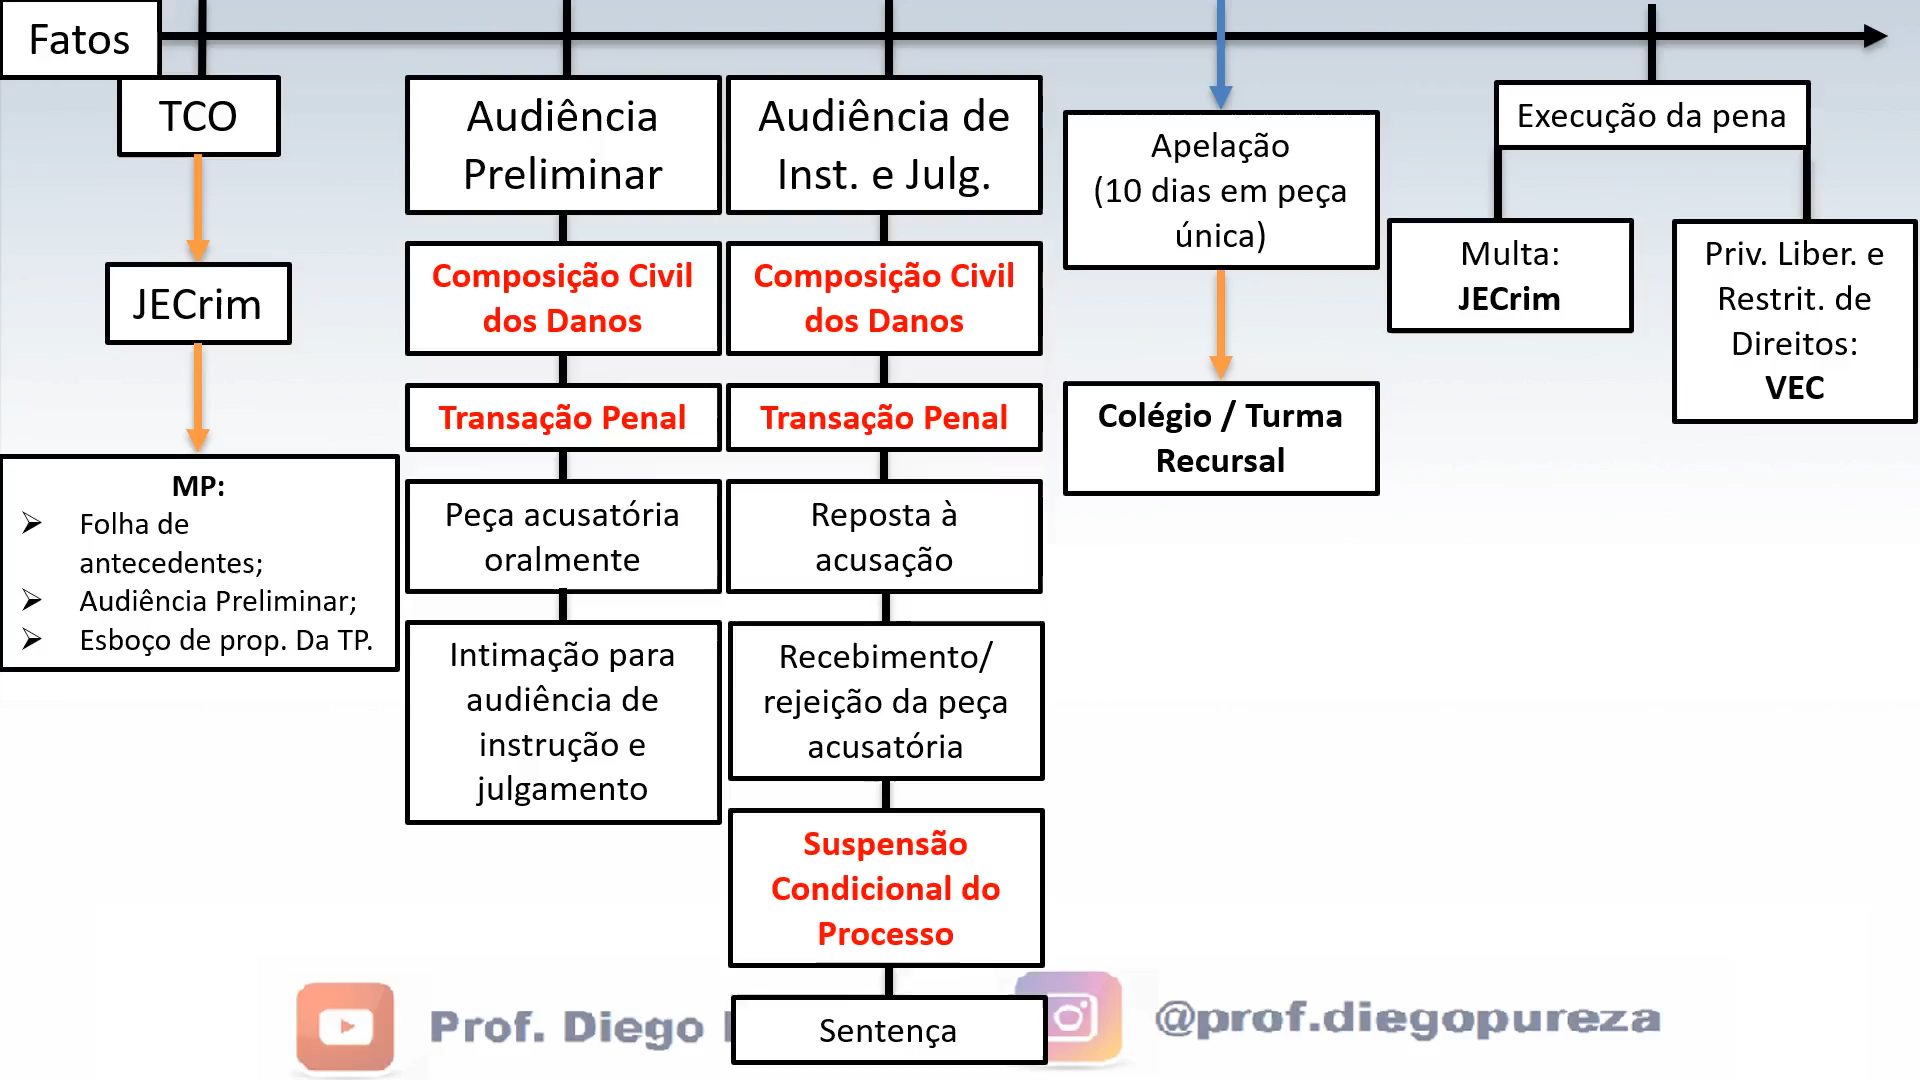 Fatos
TCO
JECrim
MP:
Folha de
antecedentes;
Audiência Preliminar;
Esboço de prop. Da TP.
Audiência
Preliminar
Composição Civil
dos Danos
Transação Penal
Peça acusatória
oralmente
Intimação para
audiência de
instrução e
julgamento
Audiência de
Inst. e Julg.
Composição Civil
dos Danos
Transação Penal
Reposta à
acusação
Recebimento/
rejeição da peça
acusatória
Suspensão
Condicional do
Processo
Sentença
Apelação
(10 dias em peça
única)
Colégio / Turma
Recursal
Execução da pena
Multa:
JECrim
Priv. Liber. e
Restrit. de
Direitos:
VEC
Prof. Diego
@prof.diegopureza